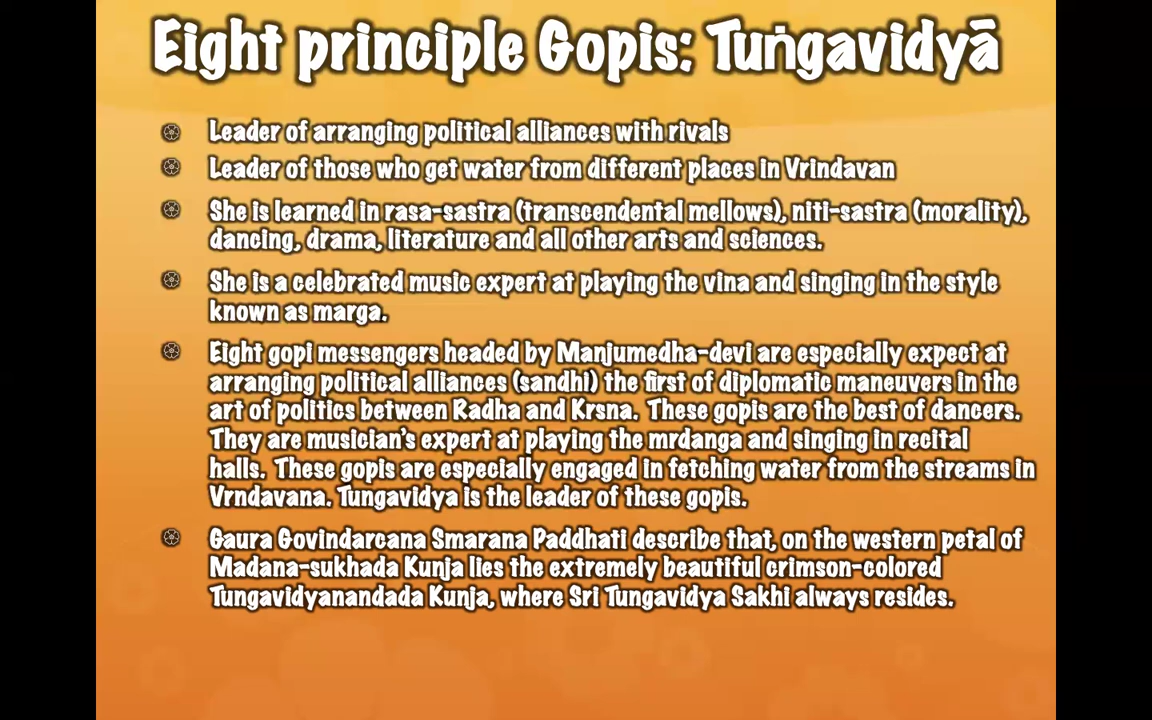 Eight principle Gopis: Tuṅgavidyā
Leader of arranging political alliances with rivals
Leader of those who get water from different places in Vrindavan
She is learned in rasa-sastra (transcendental mellows), niti-sastra (morality),
dancing, drama, literature and all other arts and sciences.
She is a celebrated music expert at playing the vina and singing in the style
known as marga.
Eight gopi messengers headed by Manjumedha-devi are especially expect at
arranging political alliances (sandhi) the first of diplomatic maneuvers in the
art of politics between Radha and Krsna. These gopis are the best of dancers.
They are musician's expert at playing the mrdanga and singing in recital
halls. These gopis are especially engaged in fetching water from the streams in
Vrndavana. Tungavidya is the leader of these gopis.
Gaura Govindarcana Smarana Paddhati describe that, on the western petal of
Madana-sukhada Kunja lies the extremely beautiful crimson-colored
Tungavidyanandada Kunja, where Sri Tungavidya Sakhi always resides.